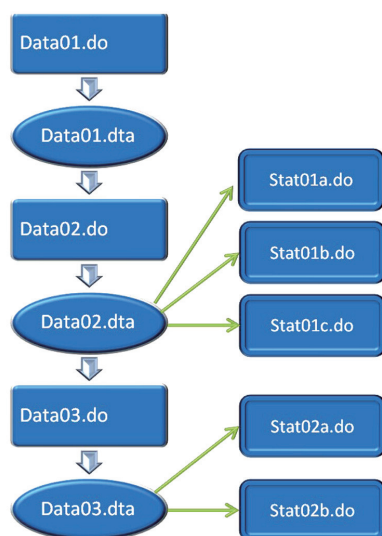 Data01.do
Data01.dta
Data02.do
Data02.dta
Data03.do
Data03.dta
Stat01a.do
Stat01b.do
Stat01c.do
Stat02a.do
Stat02b.do